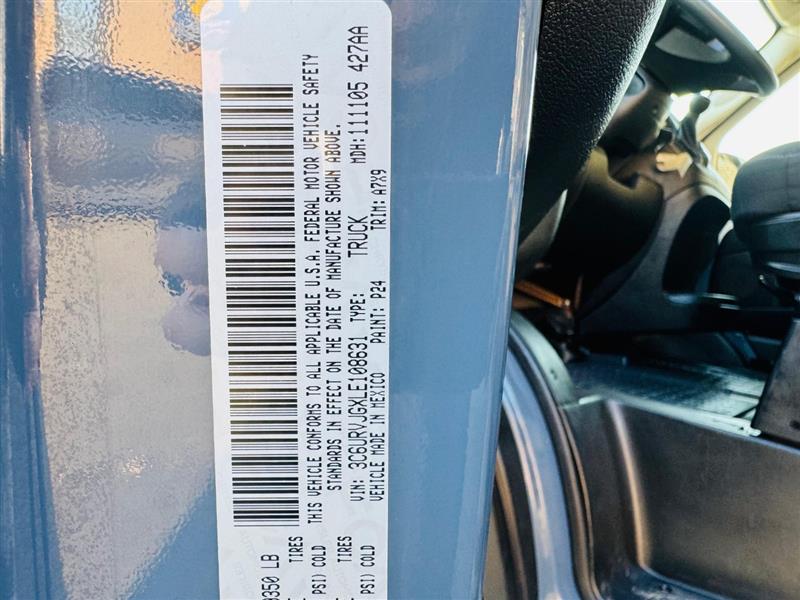 0350 LB
TIRES
PSI) COLD
TIRES
PSI) COLD
THIS VEHICLE CONFORMS TO ALL APPLICABLE U.S.A. FEDERAL MOTOR VEHICLE SAFETY
STANDARDS IN EFFECT ON THE DATE OF MANUFACTURE SHOWN ABOVE.
VIN: 3C6URVJGXLE108631 TYPE: TRUCK MDH: 111105 427AA
VEHICLE MADE IN MEXICO PAINT: P24 TRIM: A7X9